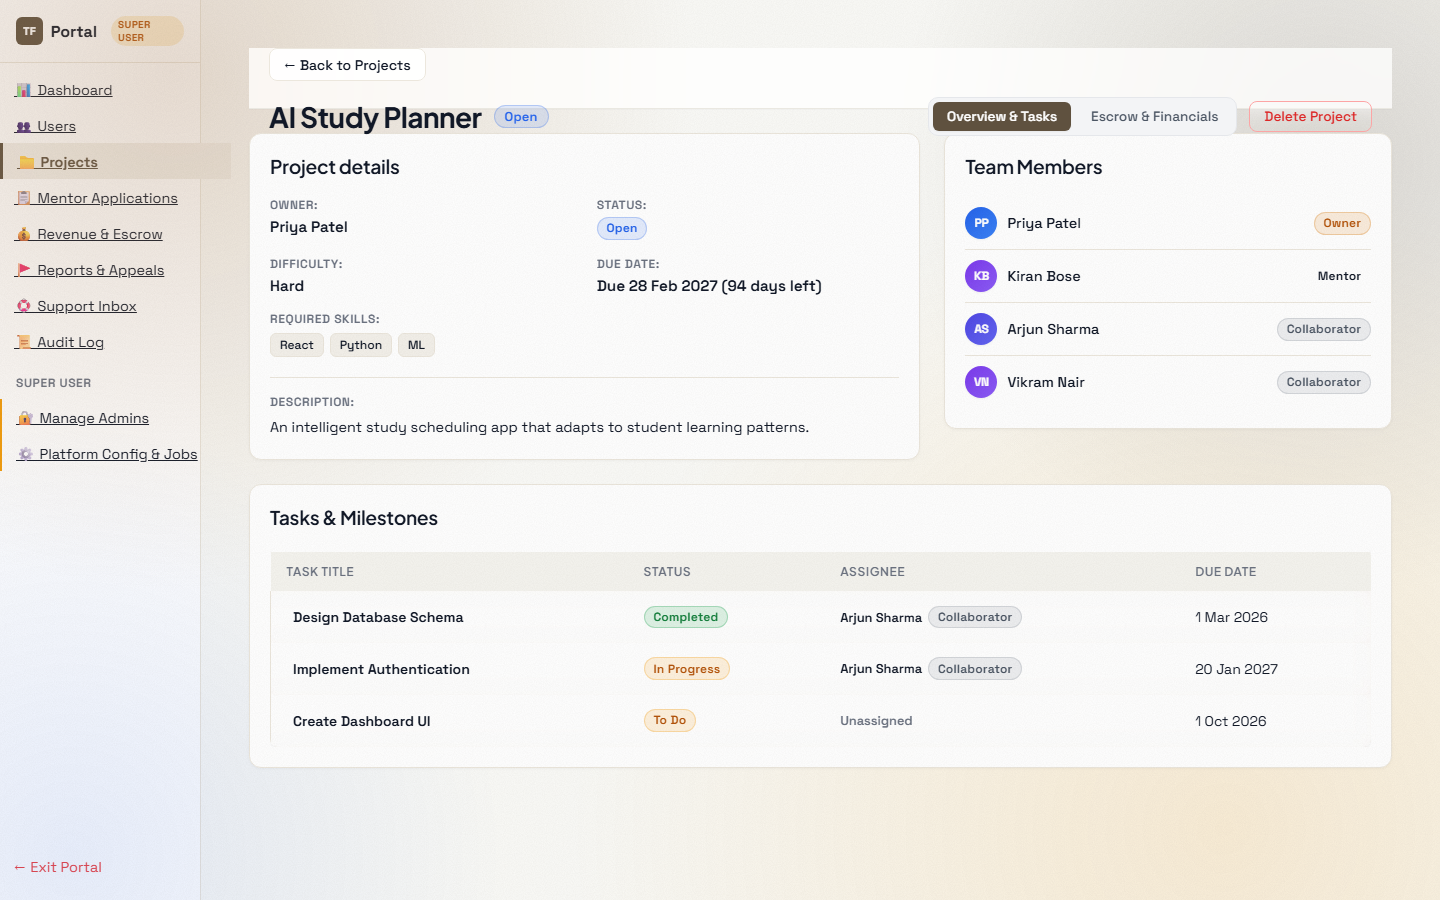 TF Portal SUPER USER
Dashboard
Users
Projects
Mentor Applications
Revenue & Escrow
Reports & Appeals
Support Inbox
Audit Log
SUPER USER
Manage Admins
Platform Config & Jobs
← Exit Portal
← Back to Projects
AI Study Planner Open
Overview & Tasks Escrow & Financials Delete Project
Project details
OWNER: STATUS:
Priya Patel Open
DIFFICULTY: DUE DATE:
Hard Due 28 Feb 2027 (94 days left)
REQUIRED SKILLS:
React Python ML
DESCRIPTION:
An intelligent study scheduling app that adapts to student learning patterns.
Team Members
PP Priya Patel Owner
KB Kiran Bose Mentor
AS Arjun Sharma Collaborator
VN Vikram Nair Collaborator
Tasks & Milestones
TASK TITLE STATUS ASSIGNEE DUE DATE
Design Database Schema Completed Arjun Sharma Collaborator 1 Mar 2026
Implement Authentication In Progress Arjun Sharma Collaborator 20 Jan 2027
Create Dashboard UI To Do Unassigned 1 Oct 2026